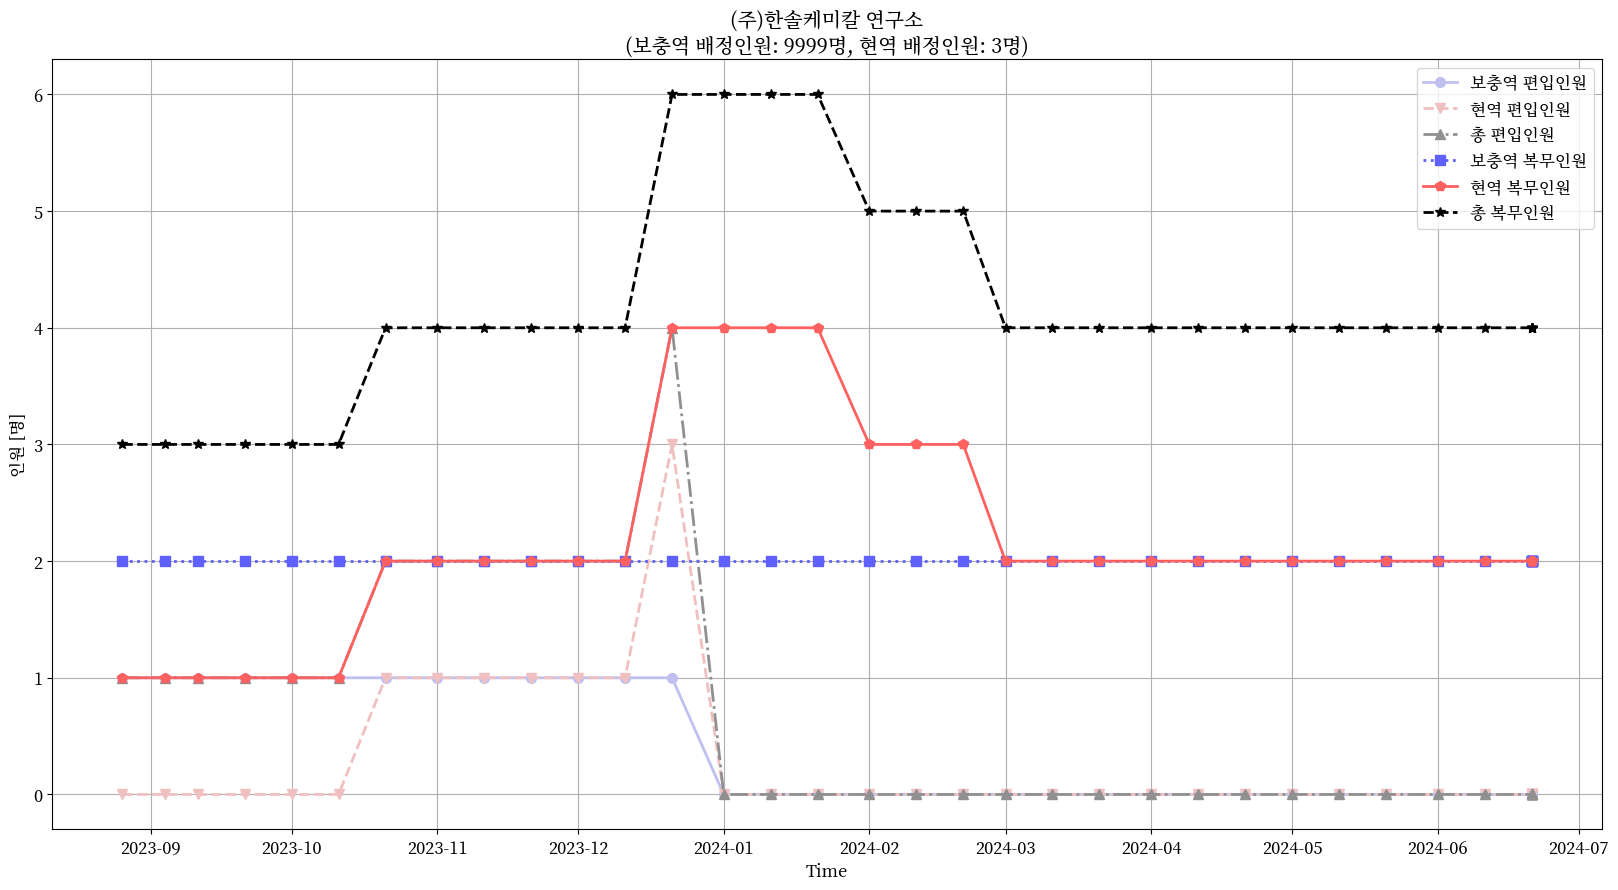 (주)한솔케미칼 연구소
(보충역 배정인원: 9999명, 현역 배정인원: 3명)
보충역 편입인원
현역 편입인원
총 편입인원
보충역 복무인원
현역 복무인원
총 복무인원
인원 [명]
6
5
4
3
2
1
0
2023-09
2023-10
2023-11
2023-12
2024-01
2024-02
2024-03
2024-04
2024-05
2024-06
2024-07
Time